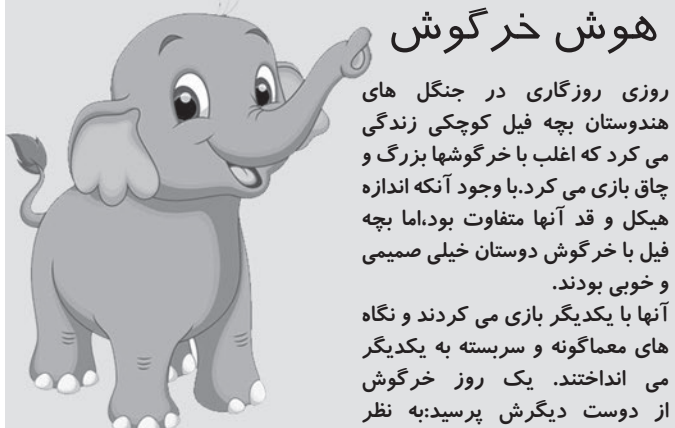 هوش خرگوش
روزی روزگاری در جنگل های
هندوستان بچه فیل کوچکی زندگی
می کرد که اغلب با خرگوشها بزرگ و
چاق بازی می کرد.با وجود آنکه اندازه
هیکل و قد آنها متفاوت بود،اما بچه
فیل با خرگوش دوستان خیلی صمیمی
و خوبی بودند.
آنها با یکدیگر بازی می کردند و نگاه
های معماگونه و سربسته به یکدیگر
می انداختند. یک روز خرگوش
از دوست دیگرش پرسید:به نظر